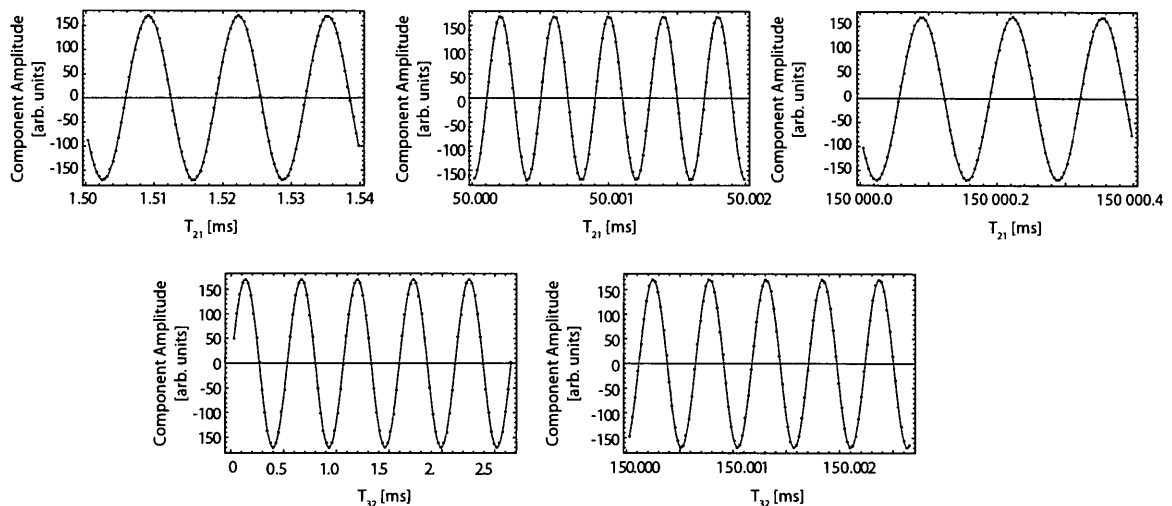 Component Amplitude
[arb. units]
150
100
50
0
-50
-100
-150
1.50 1.51 1.52 1.53 1.54
T21 [ms]
Component Amplitude
[arb. units]
150
100
50
0
-50
-100
-150
50.000 50.001 50.002
T21 [ms]
Component Amplitude
[arb. units]
150
100
50
0
-50
-100
-150
150 000.0 150 000.2 150 000.4
T21 [ms]
Component Amplitude
[arb. units]
150
100
50
0
-50
-100
150
0 0.5 1.0 1.5 2. 2.5
T32 [ms]
Component Amplitude
[arb. units]
150
100
50
0
-50
-100
-150
150.000 150.001 150.002
T32 [ms]